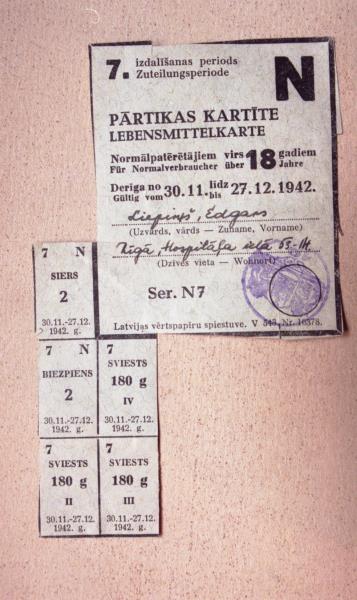 7. izdalīšanas periods
Zuteilungsperiode
N
PĀRTIKAS KARTĪTE
LEBENSMITTELKARTE
Normālpatērētājiem virs 18 gadiem
Für Normalverbraucher über Jahre
Derīga no 30.11. līdz 27.12.1942.
Gültig vom bis
Liepiņš, Edgars
(Uzvārds, vārds — Zuname, Vorname)
Rīgā, Hospitāļa ielā
(Dzīves vieta — Wohnort)
Ser. N7
Latvijas vērtspapīru spiestuve. V
7 N
SIERS
2
30.11.-27.12.
1942. g.
7 N
BIEZPIENS
2
30.11.-27.12.
1942. g.
7
SVIESTS
180 g
IV
30.11.-27.12.
1942. g.
7
SVIESTS
180 g
II
30.11.-27.12.
1942. g.
7
SVIESTS
180 g
III
30.11.-27.12.
1942. g.